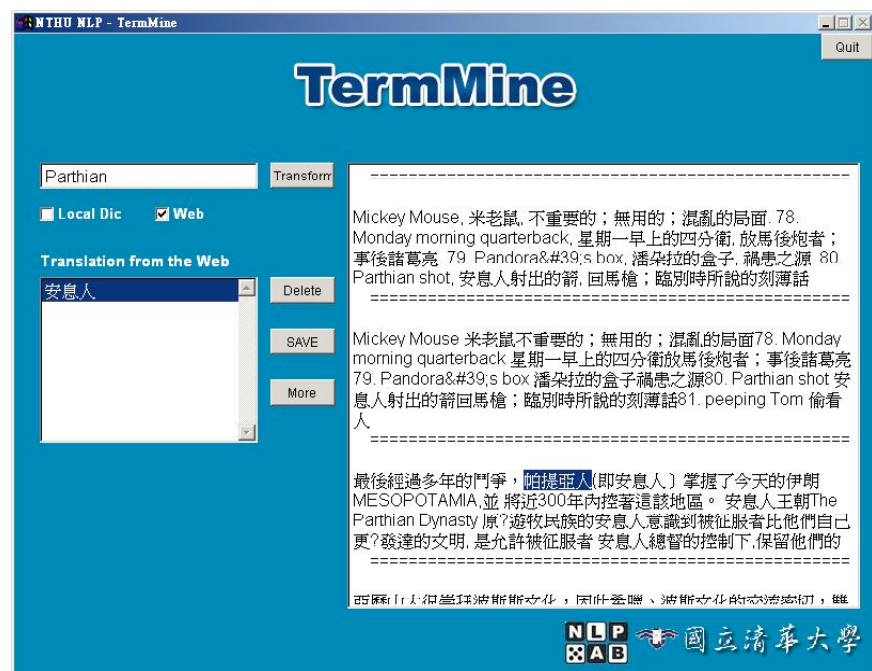 NTHU NLP - TermMine
Quit
TermMine
Parthian
Transform
Local Dic
Web
Translation from the Web
安息人
Delete
SAVE
More
==================================================
Mickey Mouse, 米老鼠, 不重要的；無用的；混亂的局面. 78.
Monday morning quarterback, 星期一早上的四分衛, 放馬後炮者；
事後諸葛亮. 79. Pandora&#39;s box, 潘朵拉的盒子, 禍患之源. 80.
Parthian shot, 安息人射出的箭, 回馬槍；臨別時所說的刻薄話
==================================================
Mickey Mouse 米老鼠不重要的；無用的；混亂的局面78. Monday
morning quarterback 星期一早上的四分衛放馬後炮者；事後諸葛亮
79. Pandora&#39;s box 潘朵拉的盒子禍患之源80. Parthian shot 安
息人射出的箭回馬槍；臨別時所說的刻薄話81. peeping Tom 偷看
人
==================================================
最後經過多年的鬥爭，帕提亞人(即安息人〕掌握了今天的伊朗
MESOPOTAMIA,並 將近300年內控著這該地區。 安息人王朝The
Parthian Dynasty 原?遊牧民族的安息人意識到被征服者比他們自己
更?發達的文明, 是允許被征服者 安息人總督的控制下,保留他們的
==================================================
NLP
LAB
國立清華大學